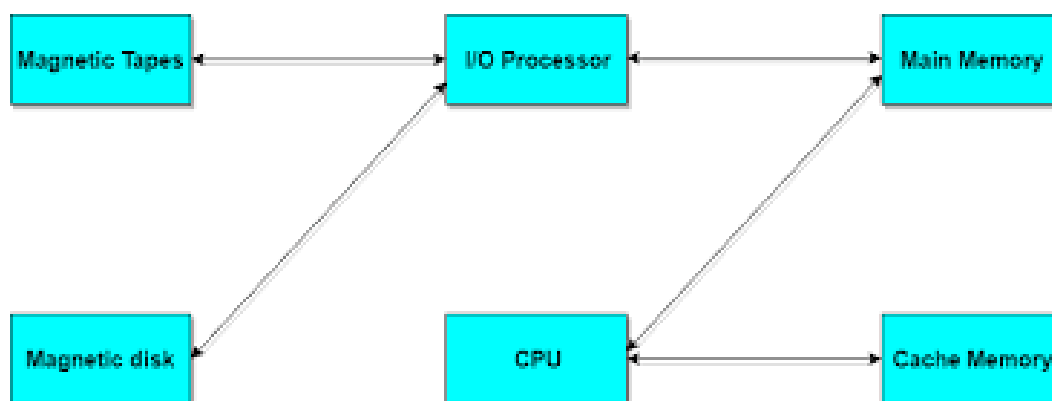 Magnetic Tapes
I/O Processor
Main Memory
Magnetic disk
CPU
Cache Memory